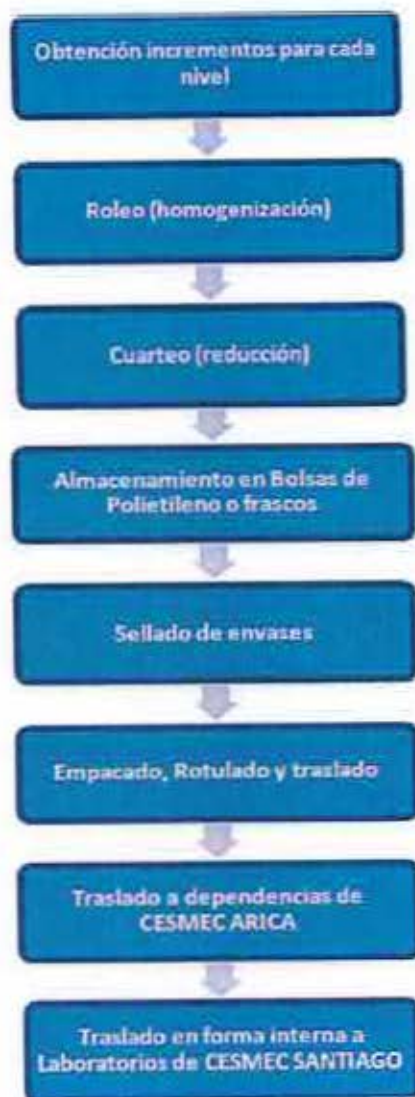 Obtención incrementos para cada
nivel
Roleo (homogenización)
Cuarteo (reducción)
Almacenamiento en Bolsas de
Polietileno o frascos
Sellado de envases
Empacado, Rotulado y traslado
Traslado a dependencias de
CESMEC ARICA
Traslado en forma interna a
Laboratorios de CESMEC SANTIAGO